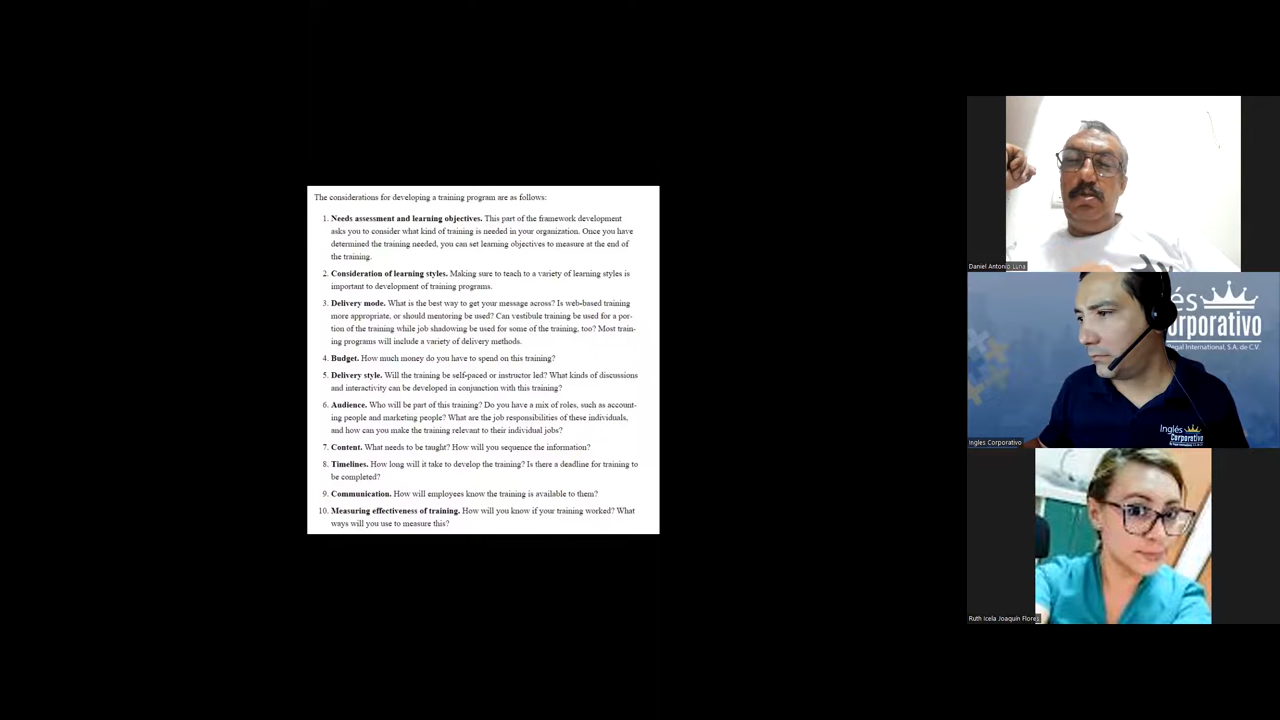 The considerations for developing a training program are as follows:
1. Needs assessment and learning objectives. This part of the framework development
asks you to consider what kind of training is needed in your organization. Once you have
determined the training needed, you can set learning objectives to measure at the end of
the training.
2. Consideration of learning styles. Making sure to teach to a variety of learning styles is
important to development of training programs.
3. Delivery mode. What is the best way to get your message across? Is web-based training
more appropriate, or should mentoring be used? Can vestibule training be used for a por-
tion of the training while job shadowing be used for some of the training, too? Most train-
ing programs will include a variety of delivery methods.
4. Budget. How much money do you have to spend on this training?
5. Delivery style. Will the training be self-paced or instructor led? What kinds of discussions
and interactivity can be developed in conjunction with this training?
6. Audience. Who will be part of this training? Do you have a mix of roles, such as account-
ing people and marketing people? What are the job responsibilities of these individuals,
and how can you make the training relevant to their individual jobs?
7. Content. What needs to be taught? How will you sequence the information?
8. Timelines. How long will it take to develop the training? Is there a deadline for training to
be completed?
9. Communication. How will employees know the training is available to them?
10. Measuring effectiveness of training. How will you know if your training worked? What
ways will you use to measure this?
Daniel Antonio Luna
és
orporativo
legal International, S.A. de C.V.
Inglés
Corporativo
Ingles Corporativo
Ruth Icela Joaquin Flores